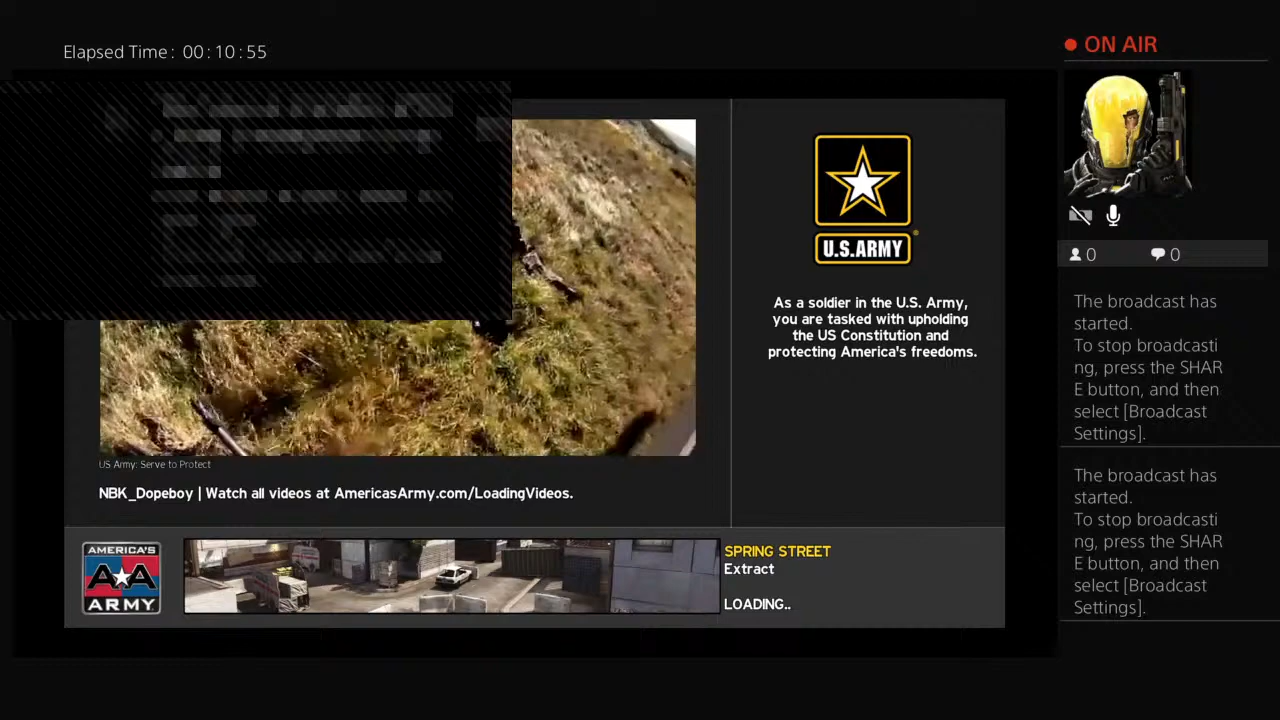 Elapsed Time: 00:10:55
ON AIR
U.S.ARMY
As a soldier in the U.S. Army,
you are tasked with upholding
the US Constitution and
protecting America's freedoms.
0
0
The broadcast has
started.
To stop broadcasti
ng, press the SHAR
E button, and then
select [Broadcast
Settings].
The broadcast has
started.
To stop broadcasti
ng, press the SHAR
E button, and then
select [Broadcast
Settings].
US Army: Serve to Protect
NBK_Dopeboy | Watch all videos at AmericasArmy.com/LoadingVideos.
AMERICA'S
AA
ARMY
SPRING STREET
Extract
LOADING..